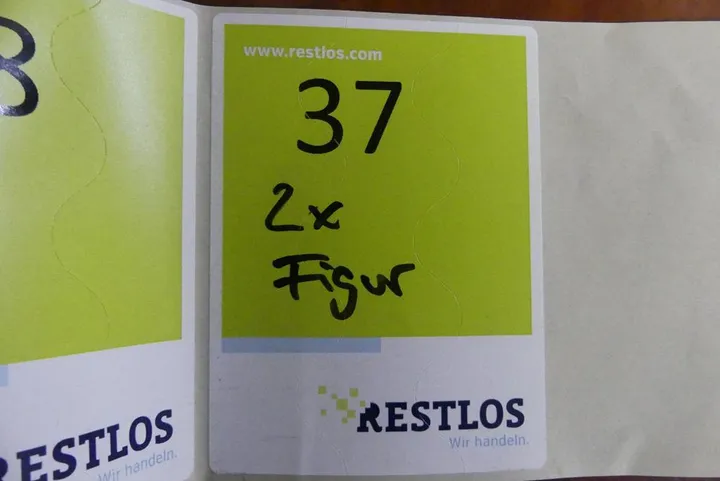 8
RESTLOS
Wir handeln.
www.restlos.com
37
2x
Figur
RESTLOS
Wir handeln.